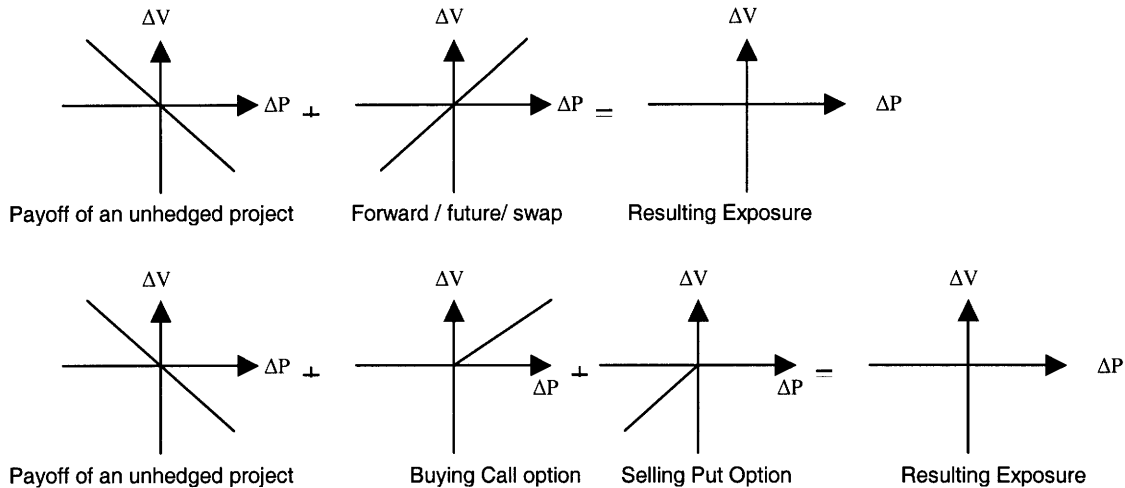 ΔV ΔV ΔV
ΔP + ΔP = ΔP
Payoff of an unhedged project Forward / future/ swap Resulting Exposure
ΔV ΔV ΔV ΔV
ΔP + ΔP + ΔP = ΔP
Payoff of an unhedged project Buying Call option Selling Put Option Resulting Exposure